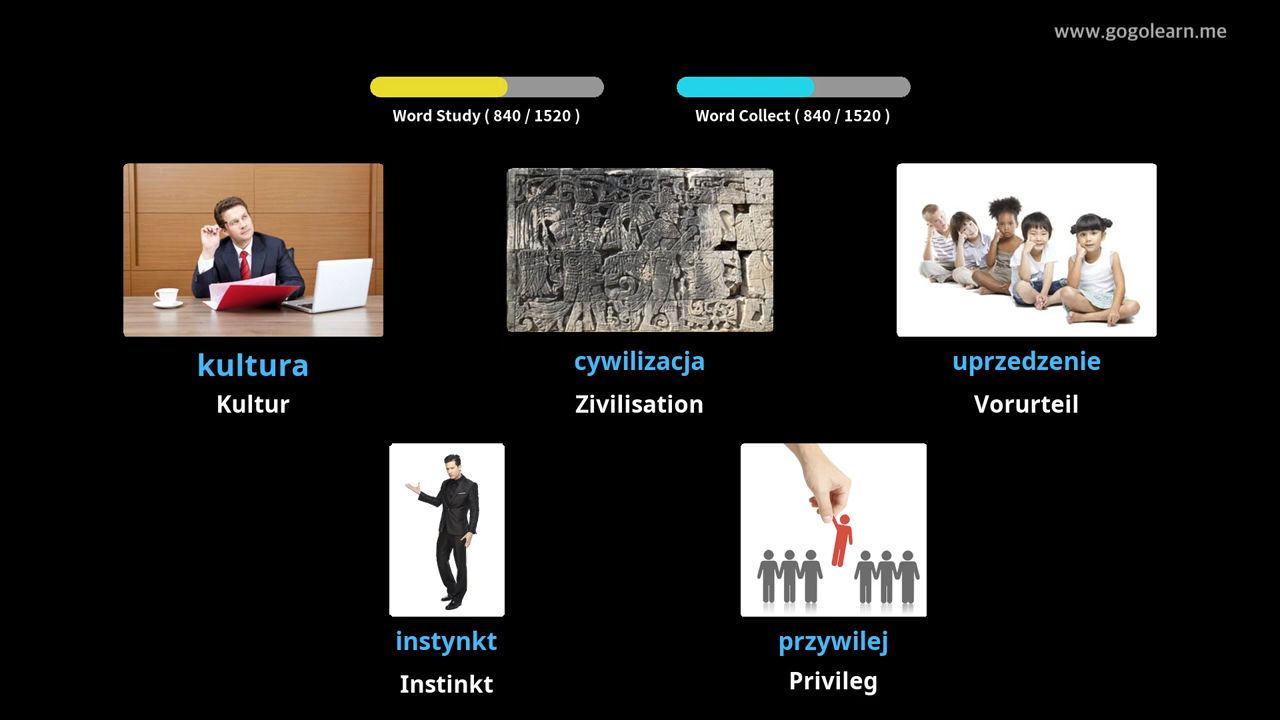 www.gogolearn.me
Word Study ( 840 / 1520 )
Word Collect ( 840 / 1520 )
kultura
Kultur
cywilizacja
Zivilisation
uprzedzenie
Vorurteil
instynkt
Instinkt
przywilej
Privileg